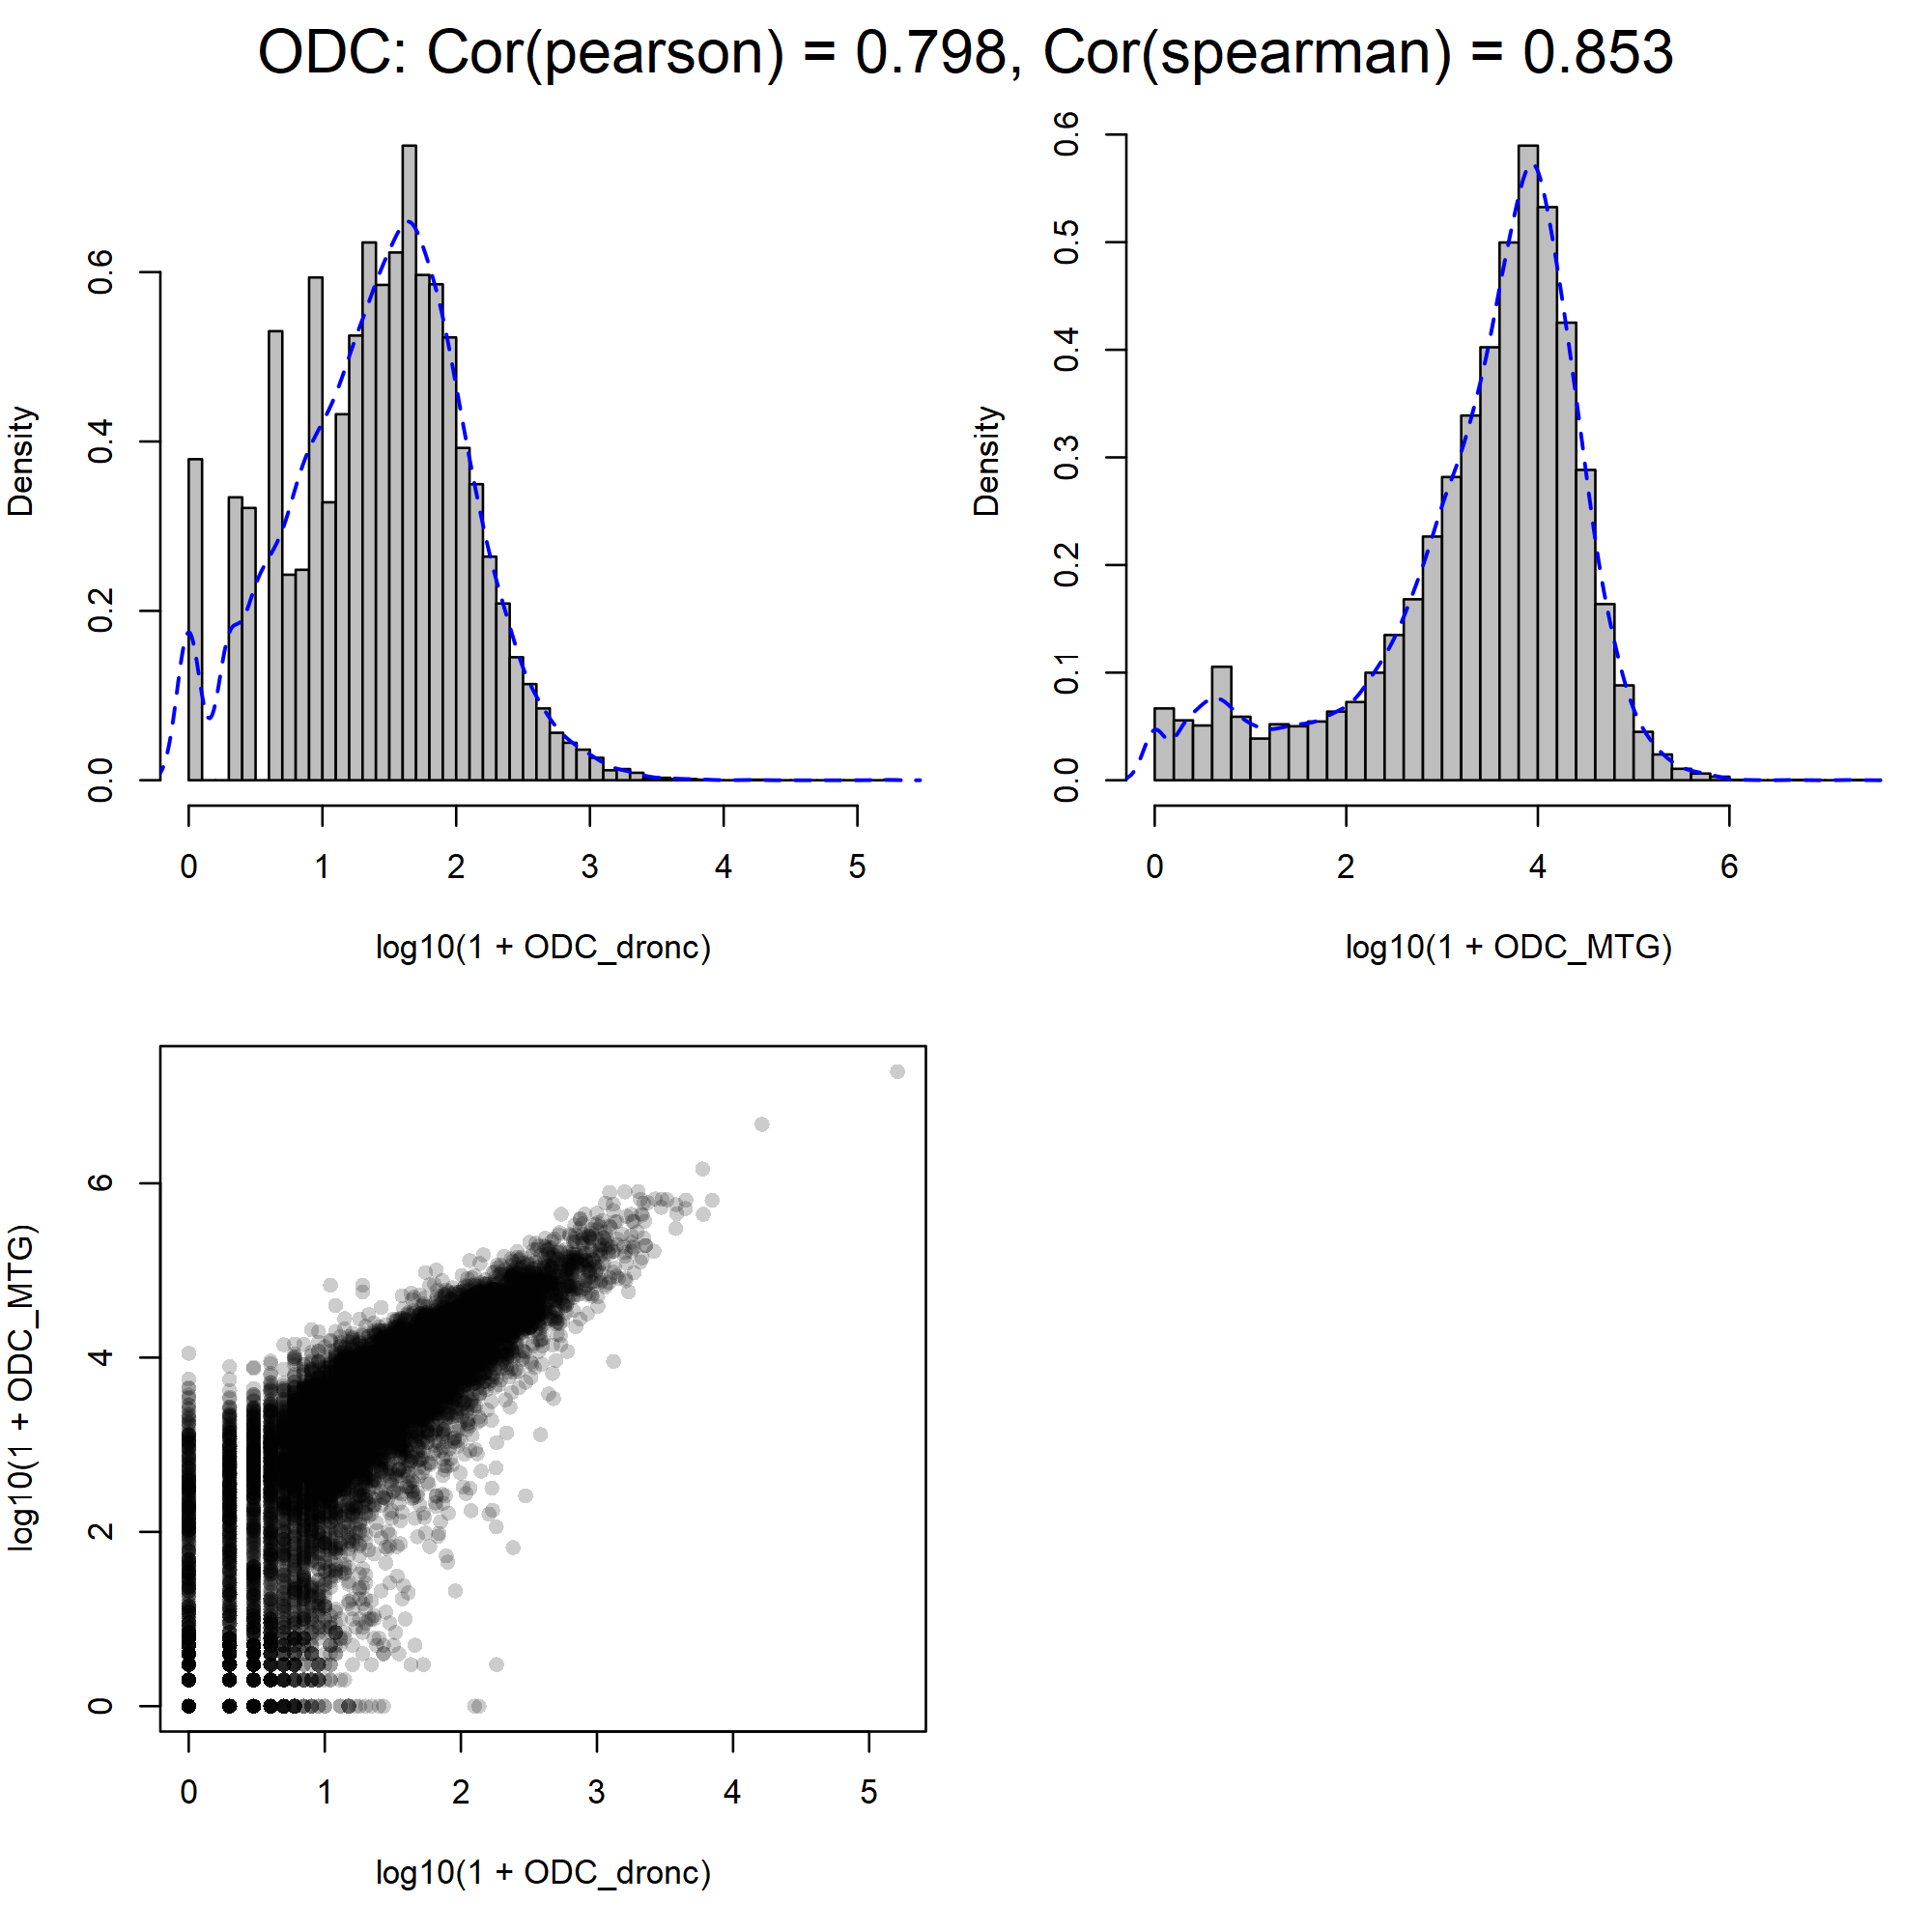 ODC: Cor(pearson) = 0.798, Cor(spearman) = 0.853
Density
0.0 0.2 0.4 0.6
0 1 2 3 4 5
log10(1 + ODC_dronc)
Density
0.0 0.1 0.2 0.3 0.4 0.5 0.6
0 2 4 6
log10(1 + ODC_MTG)
log10(1 + ODC_MTG)
0 2 4 6
0 1 2 3 4 5
log10(1 + ODC_dronc)